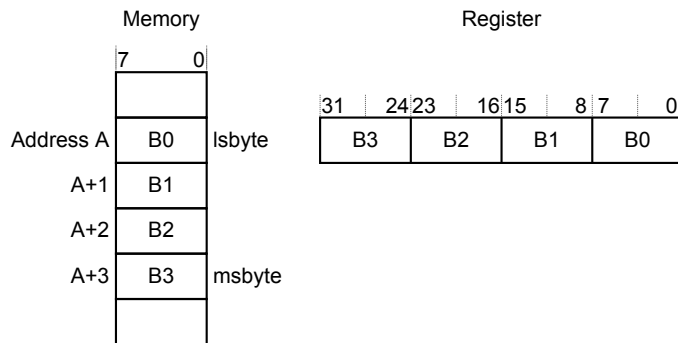 Memory
Register
7 0
31 24 23 16 15 8 7 0
Address A B0 lsbyte
B3 B2 B1 B0
A+1 B1
A+2 B2
A+3 B3 msbyte